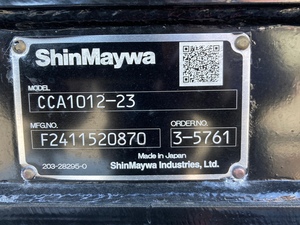 ShinMaywa
MODEL
CCA1012-23
MFG.NO. ORDER.NO.
F2411520870 3-5761
Made in Japan
203-28295-0 ShinMaywa Industries, Ltd.